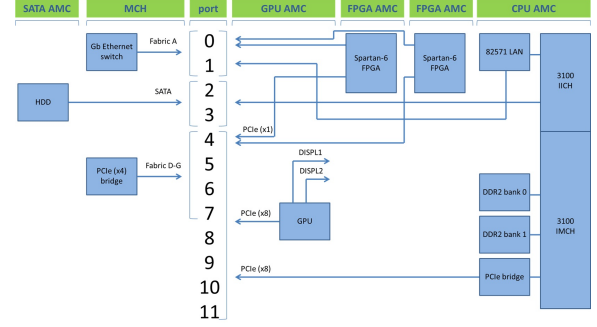 SATA AMC
MCH
port
GPU AMC
FPGA AMC
FPGA AMC
CPU AMC
Gb Ethernet
switch
Fabric A
0
1
Spartan-6
FPGA
Spartan-6
FPGA
82571 LAN
3100
IICH
HDD
SATA
2
3
PCIe (x1)
4
5
6
7
PCIe (x4)
bridge
Fabric D-G
DISPL1
DISPL2
DDR2 bank 0
3100
IMCH
PCIe (x8)
GPU
DDR2 bank 1
8
9
PCIe (x8)
PCIe bridge
10
11